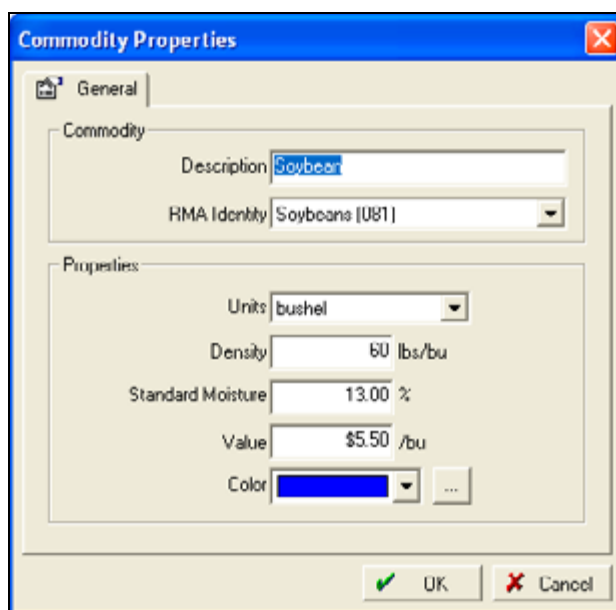 Commodity Properties
General
Commodity
Description Soybean
RMA Identity Soybeans (081)
Properties
Units bushel
Density 60 lbs/bu
Standard Moisture 13.00 %
Value $5.50 /bu
Color ...
OK Cancel